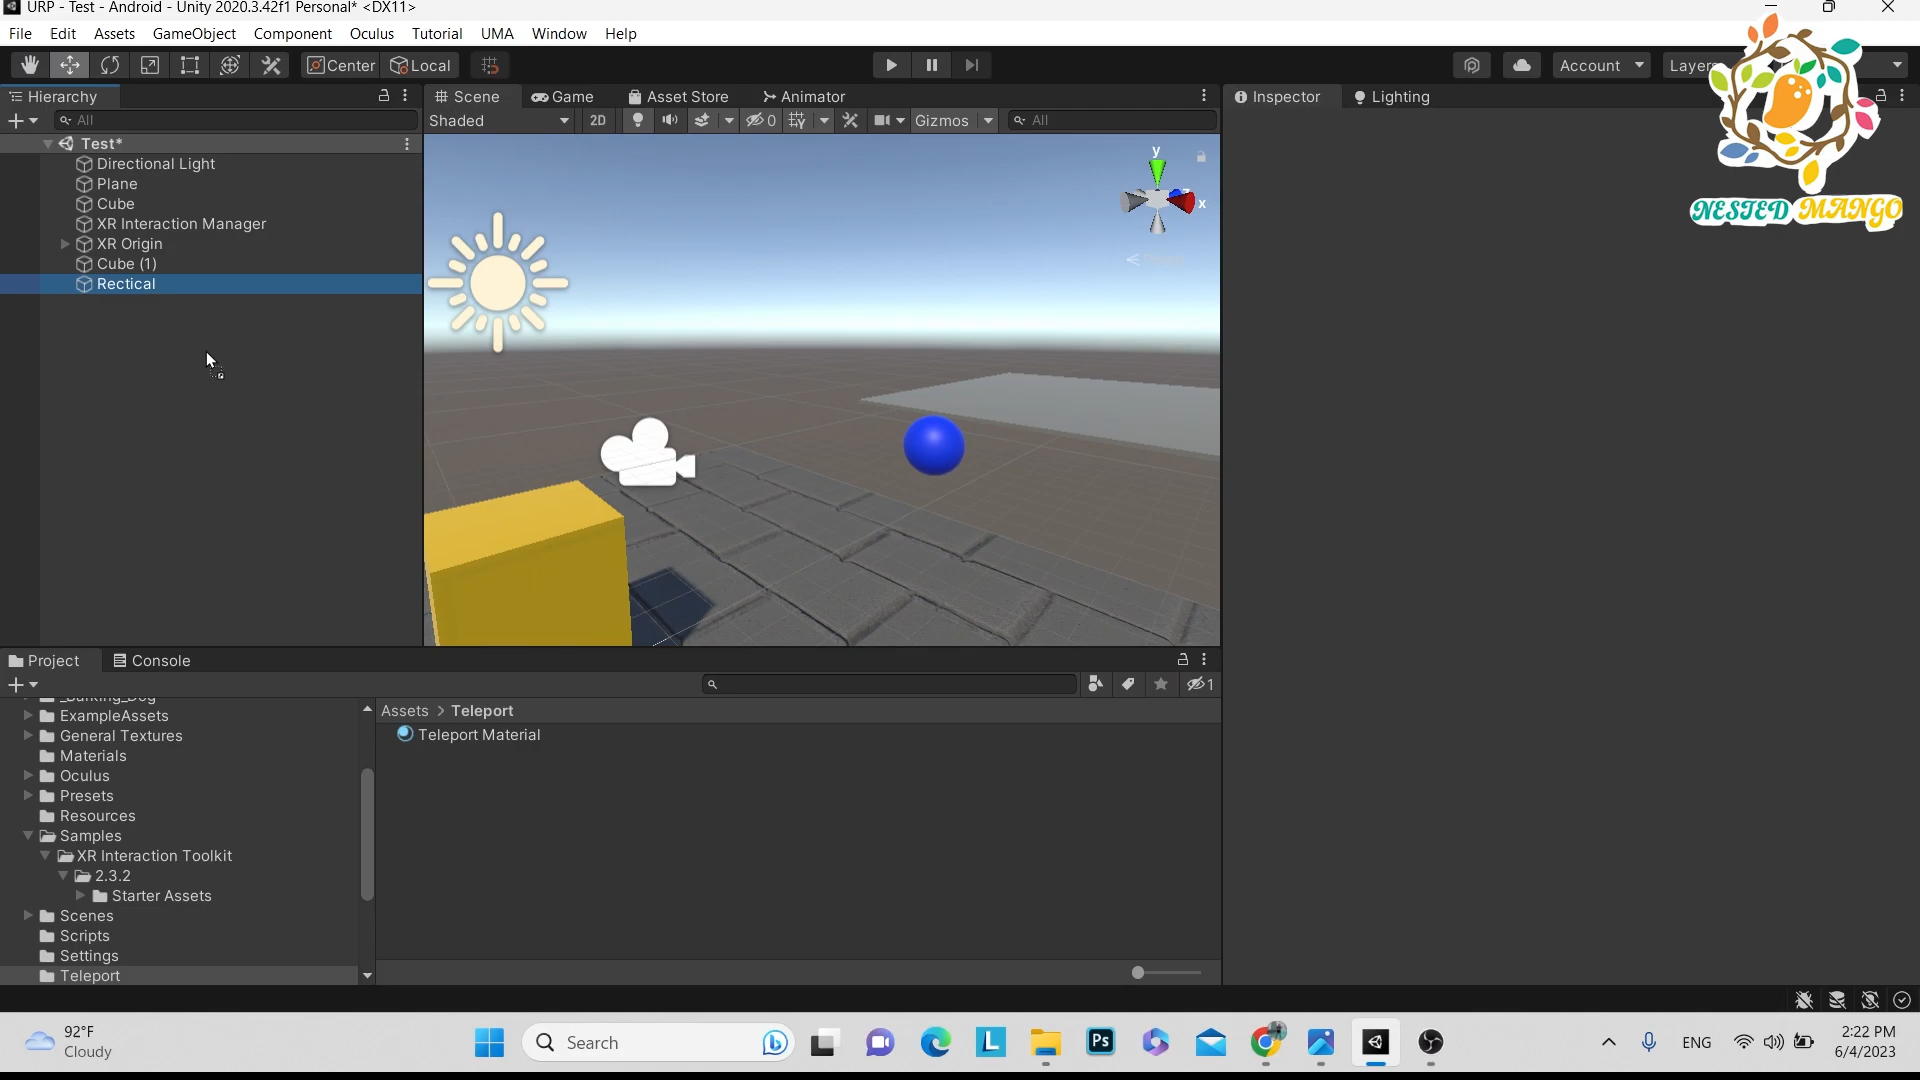 URP - Test - Android - Unity 2020.3.42f1 Personal* <DX11>
File Edit Assets GameObject Component Oculus Tutorial UMA Window Help
Center Local Account
Hierarchy Scene Game Asset Store Animator Inspector Lighting
All Shaded 2D 0 Gizmos All
Test*
Directional Light
Plane
Cube
XR Interaction Manager
XR Origin
Cube (1)
Rectical
y
x
NESTED MANGO
Project Console
1
ExampleAssets
General Textures
Materials
Oculus
Presets
Resources
Samples
XR Interaction Toolkit
2.3.2
Starter Assets
Scenes
Scripts
Settings
Teleport
Assets > Teleport
Teleport Material
92°F
Cloudy
Search
L
Ps
ENG
2:22 PM
6/4/2023